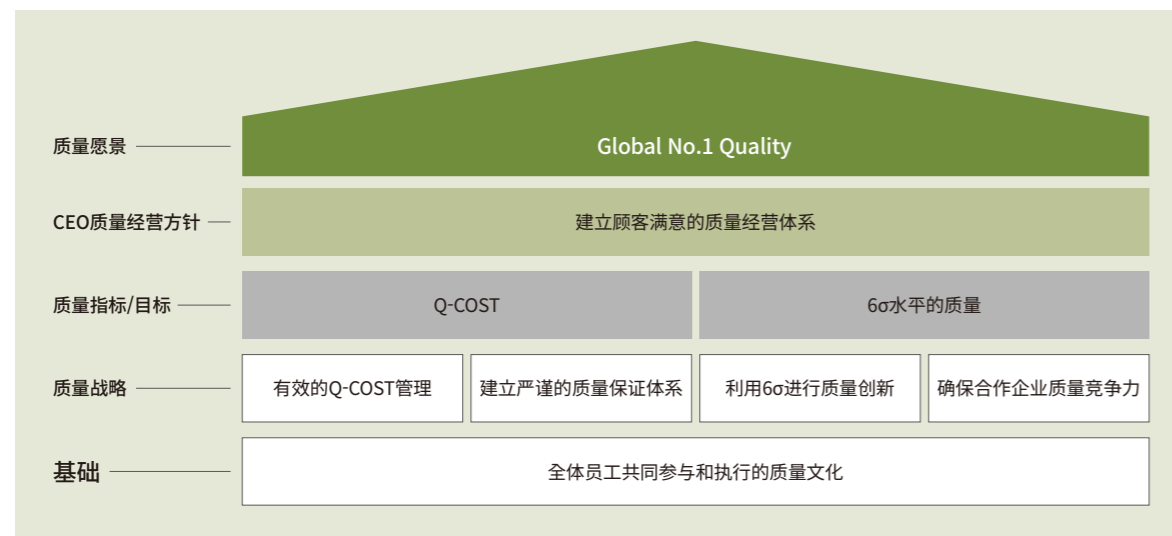 质量愿景
Global No.1 Quality
CEO质量经营方针
建立顾客满意的质量经营体系
质量指标/目标
Q-COST
6σ水平的质量
质量战略
有效的Q-COST管理
建立严谨的质量保证体系
利用6σ进行质量创新
确保合作企业质量竞争力
基础
全体员工共同参与和执行的质量文化